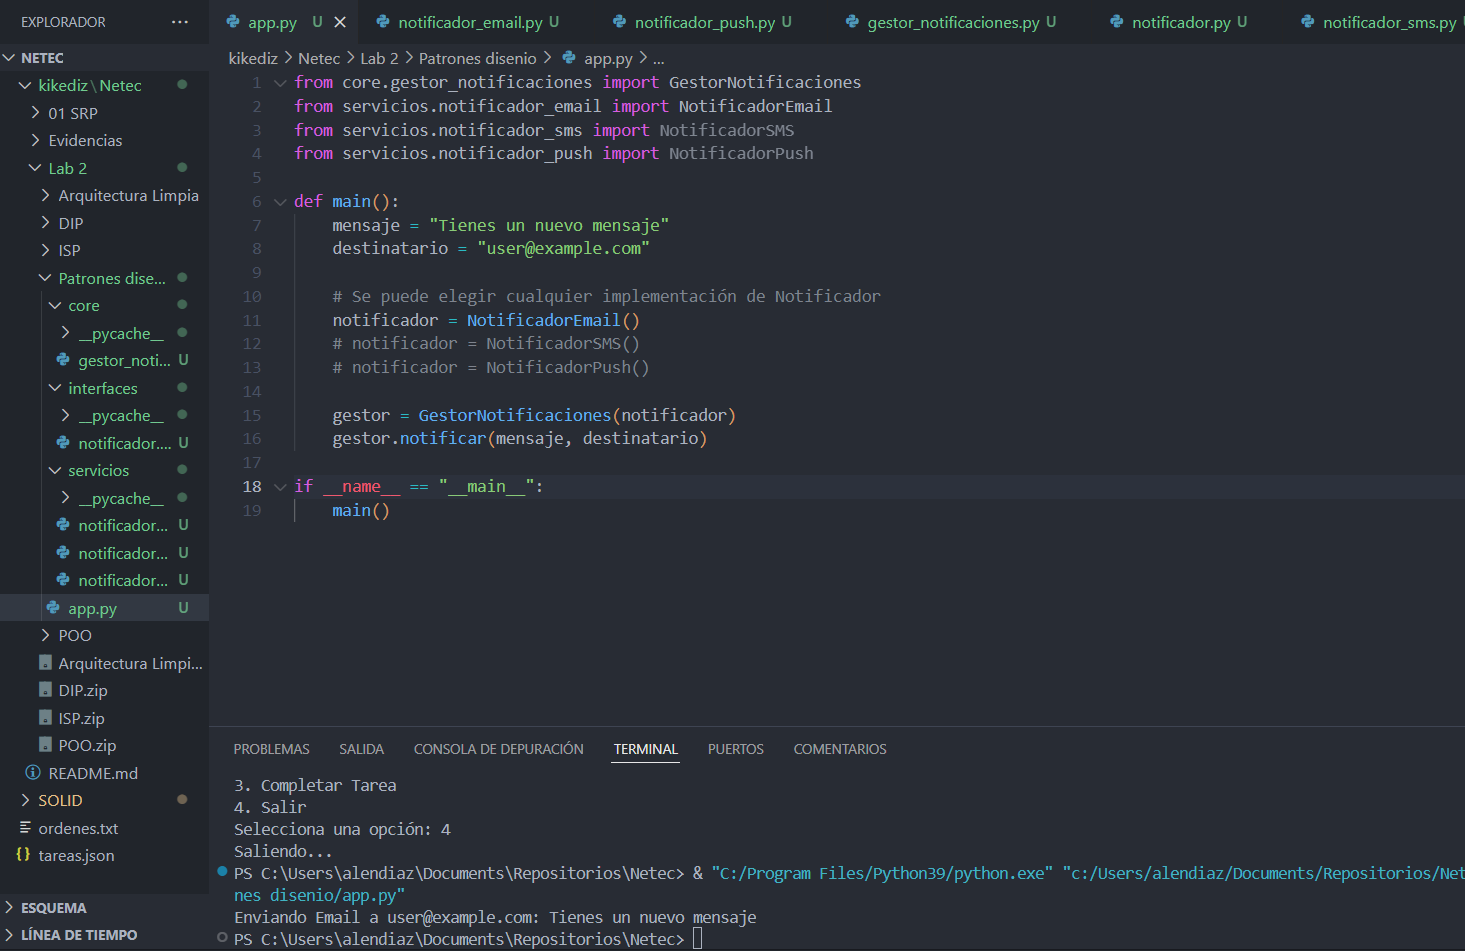 EXPLORADOR ···
NETEC
kikediz\Netec
01 SRP
Evidencias
Lab 2
Arquitectura Limpia
DIP
ISP
Patrones dise...
core
__pycache__
gestor_noti... U
interfaces
__pycache__
notificador.... U
servicios
__pycache__
notificador... U
notificador... U
notificador... U
app.py U
POO
Arquitectura Limpi...
DIP.zip
ISP.zip
POO.zip
README.md
SOLID
ordenes.txt
tareas.json
ESQUEMA
LÍNEA DE TIEMPO
app.py U notificador_email.py U notificador_push.py U gestor_notificaciones.py U notificador.py U notificador_sms.py U
kikediz > Netec > Lab 2 > Patrones disenio > app.py > ...
1 from core.gestor_notificaciones import GestorNotificaciones
2 from servicios.notificador_email import NotificadorEmail
3 from servicios.notificador_sms import NotificadorSMS
4 from servicios.notificador_push import NotificadorPush
5
6 def main():
7 mensaje = "Tienes un nuevo mensaje"
8 destinatario = "user@example.com"
9
10 # Se puede elegir cualquier implementación de Notificador
11 notificador = NotificadorEmail()
12 # notificador = NotificadorSMS()
13 # notificador = NotificadorPush()
14
15 gestor = GestorNotificaciones(notificador)
16 gestor.notificar(mensaje, destinatario)
17
18 if __name__ == "__main__":
19 main()
PROBLEMAS SALIDA CONSOLA DE DEPURACIÓN TERMINAL PUERTOS COMENTARIOS
3. Completar Tarea
4. Salir
Selecciona una opción: 4
Saliendo...
PS C:\Users\alendiaz\Documents\Repositorios\Netec> & "C:/Program Files/Python39/python.exe" "c:/Users/alendiaz/Documents/Repositorios/Net
nes disenio/app.py"
Enviando Email a user@example.com: Tienes un nuevo mensaje
PS C:\Users\alendiaz\Documents\Repositorios\Netec>